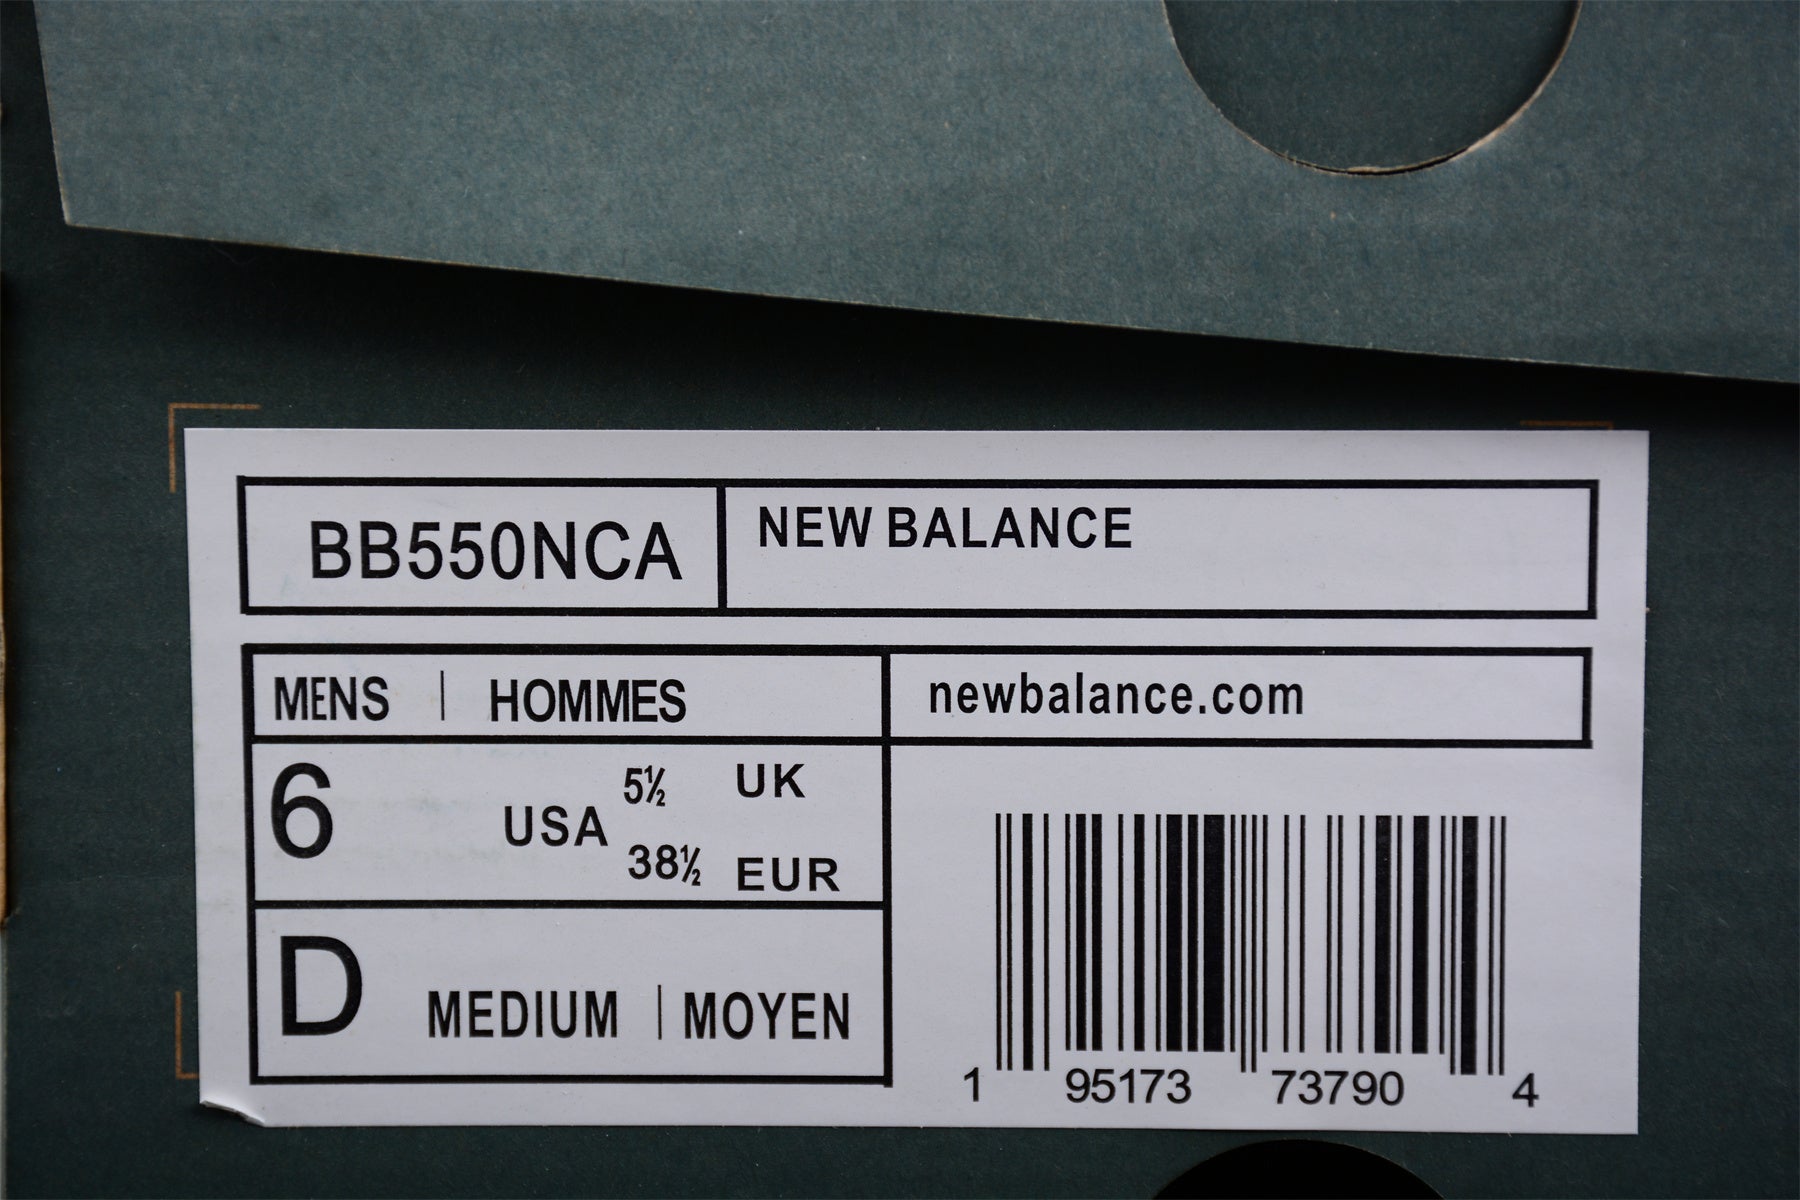 BB550NCA
NEW BALANCE
MENS | HOMMES
newbalance.com
6 USA 5½ UK
38½ EUR
D MEDIUM | MOYEN
1 95173 73790 4